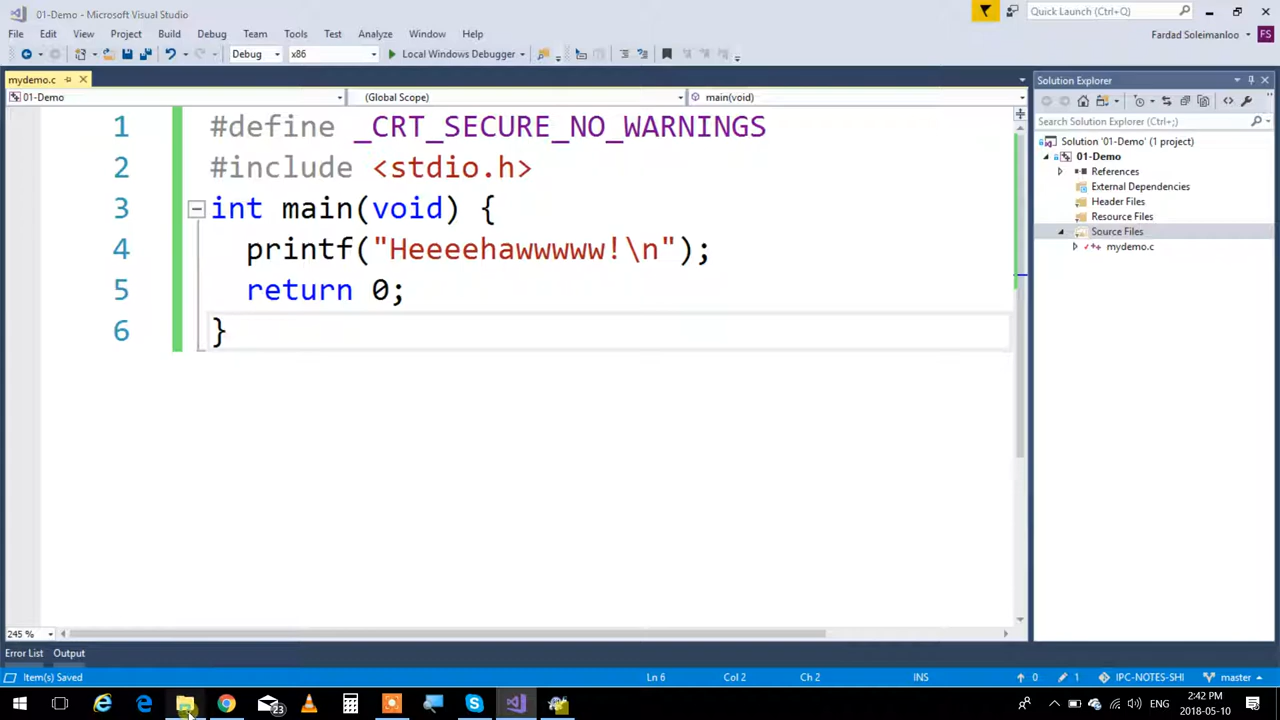 01-Demo - Microsoft Visual Studio
Quick Launch (Ctrl+Q)
File Edit View Project Build Debug Team Tools Test Analyze Window Help
Fardad Soleimanloo FS
Debug x86 Local Windows Debugger
mydemo.c
Solution Explorer
01-Demo (Global Scope) main(void)
Search Solution Explorer (Ctrl+;)
1 #define _CRT_SECURE_NO_WARNINGS
2 #include <stdio.h>
3 int main(void) {
4 printf("Heeeehawwwww!\n");
5 return 0;
6 }
Solution '01-Demo' (1 project)
01-Demo
References
External Dependencies
Header Files
Resource Files
Source Files
mydemo.c
245 %
Error List Output
Item(s) Saved Ln 6 Col 2 Ch 2 INS 0 1 IPC-NOTES-SHI master
23
2:42 PM
2018-05-10